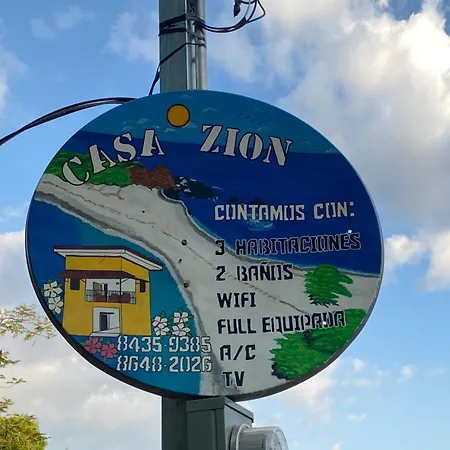 CASA ZION
CONTAMOS CON:
3 HABITACIONES
2 BAÑOS
WIFI
FULL EQUIPADA
A/C
TV
8435-9385
8648-2026